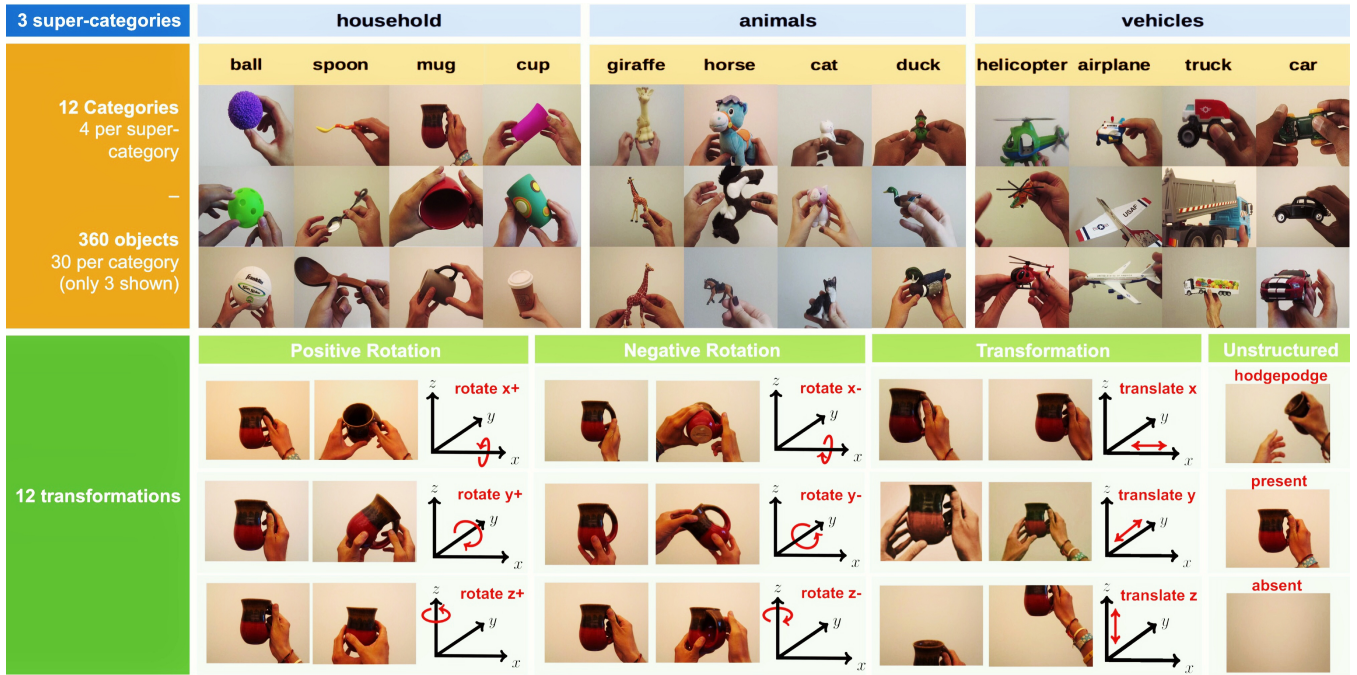 3 super-categories
household
animals
vehicles
ball
spoon
mug
cup
giraffe
horse
cat
duck
helicopter
airplane
truck
car
12 Categories
4 per super-
category
–
360 objects
30 per category
(only 3 shown)
Franklin
USAF
Positive Rotation
Negative Rotation
Transformation
Unstructured
12 transformations
z
rotate x+
y
x
z
rotate x-
y
x
z
translate x
y
x
hodgepodge
z
rotate y+
y
x
z
rotate y-
y
x
z
translate y
y
x
present
z
rotate z+
y
x
z
rotate z-
y
x
z
translate z
y
x
absent